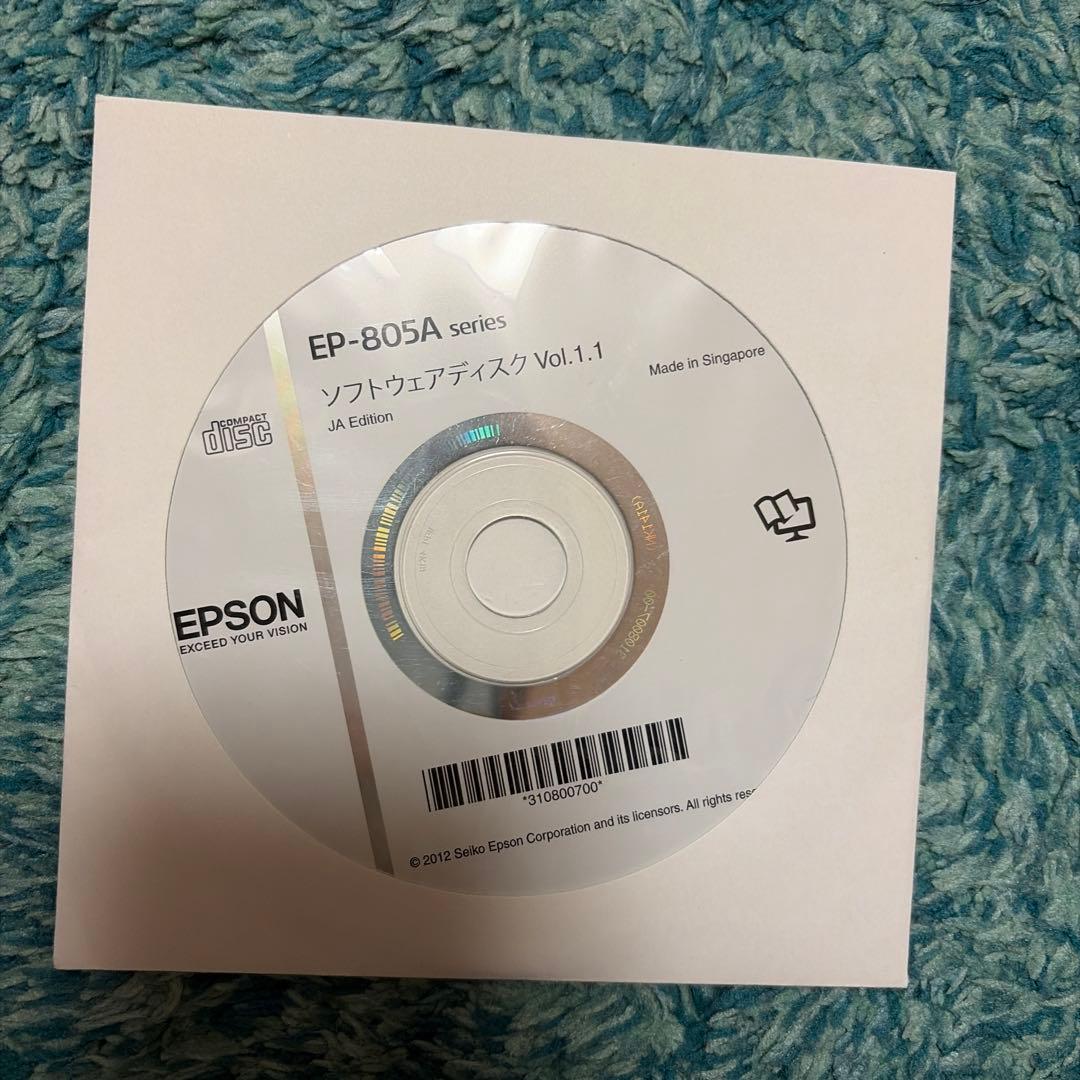 EP-805A series
ソフトウェアディスク Vol.1.1
JA Edition
Made in Singapore
COMPACT
disc
EPSON
EXCEED YOUR VISION
*310800700*
© 2012 Seiko Epson Corporation and its licensors. All rights